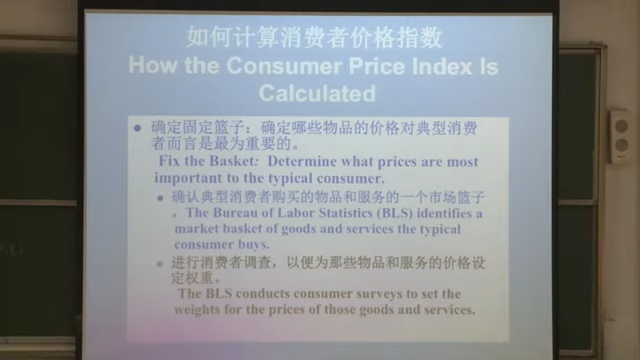 如何计算消费者价格指数
How the Consumer Price Index Is
Calculated
确定固定篮子：确定哪些物品的价格对典型消费
者而言是最为重要的。
Fix the Basket: Determine what prices are most
important to the typical consumer.
确认典型消费者购买的物品和服务的一个市场篮子
。The Bureau of Labor Statistics (BLS) identifies a
market basket of goods and services the typical
consumer buys.
进行消费者调查，以便为那些物品和服务的价格设
定权重。
The BLS conducts consumer surveys to set the
weights for the prices of those goods and services.